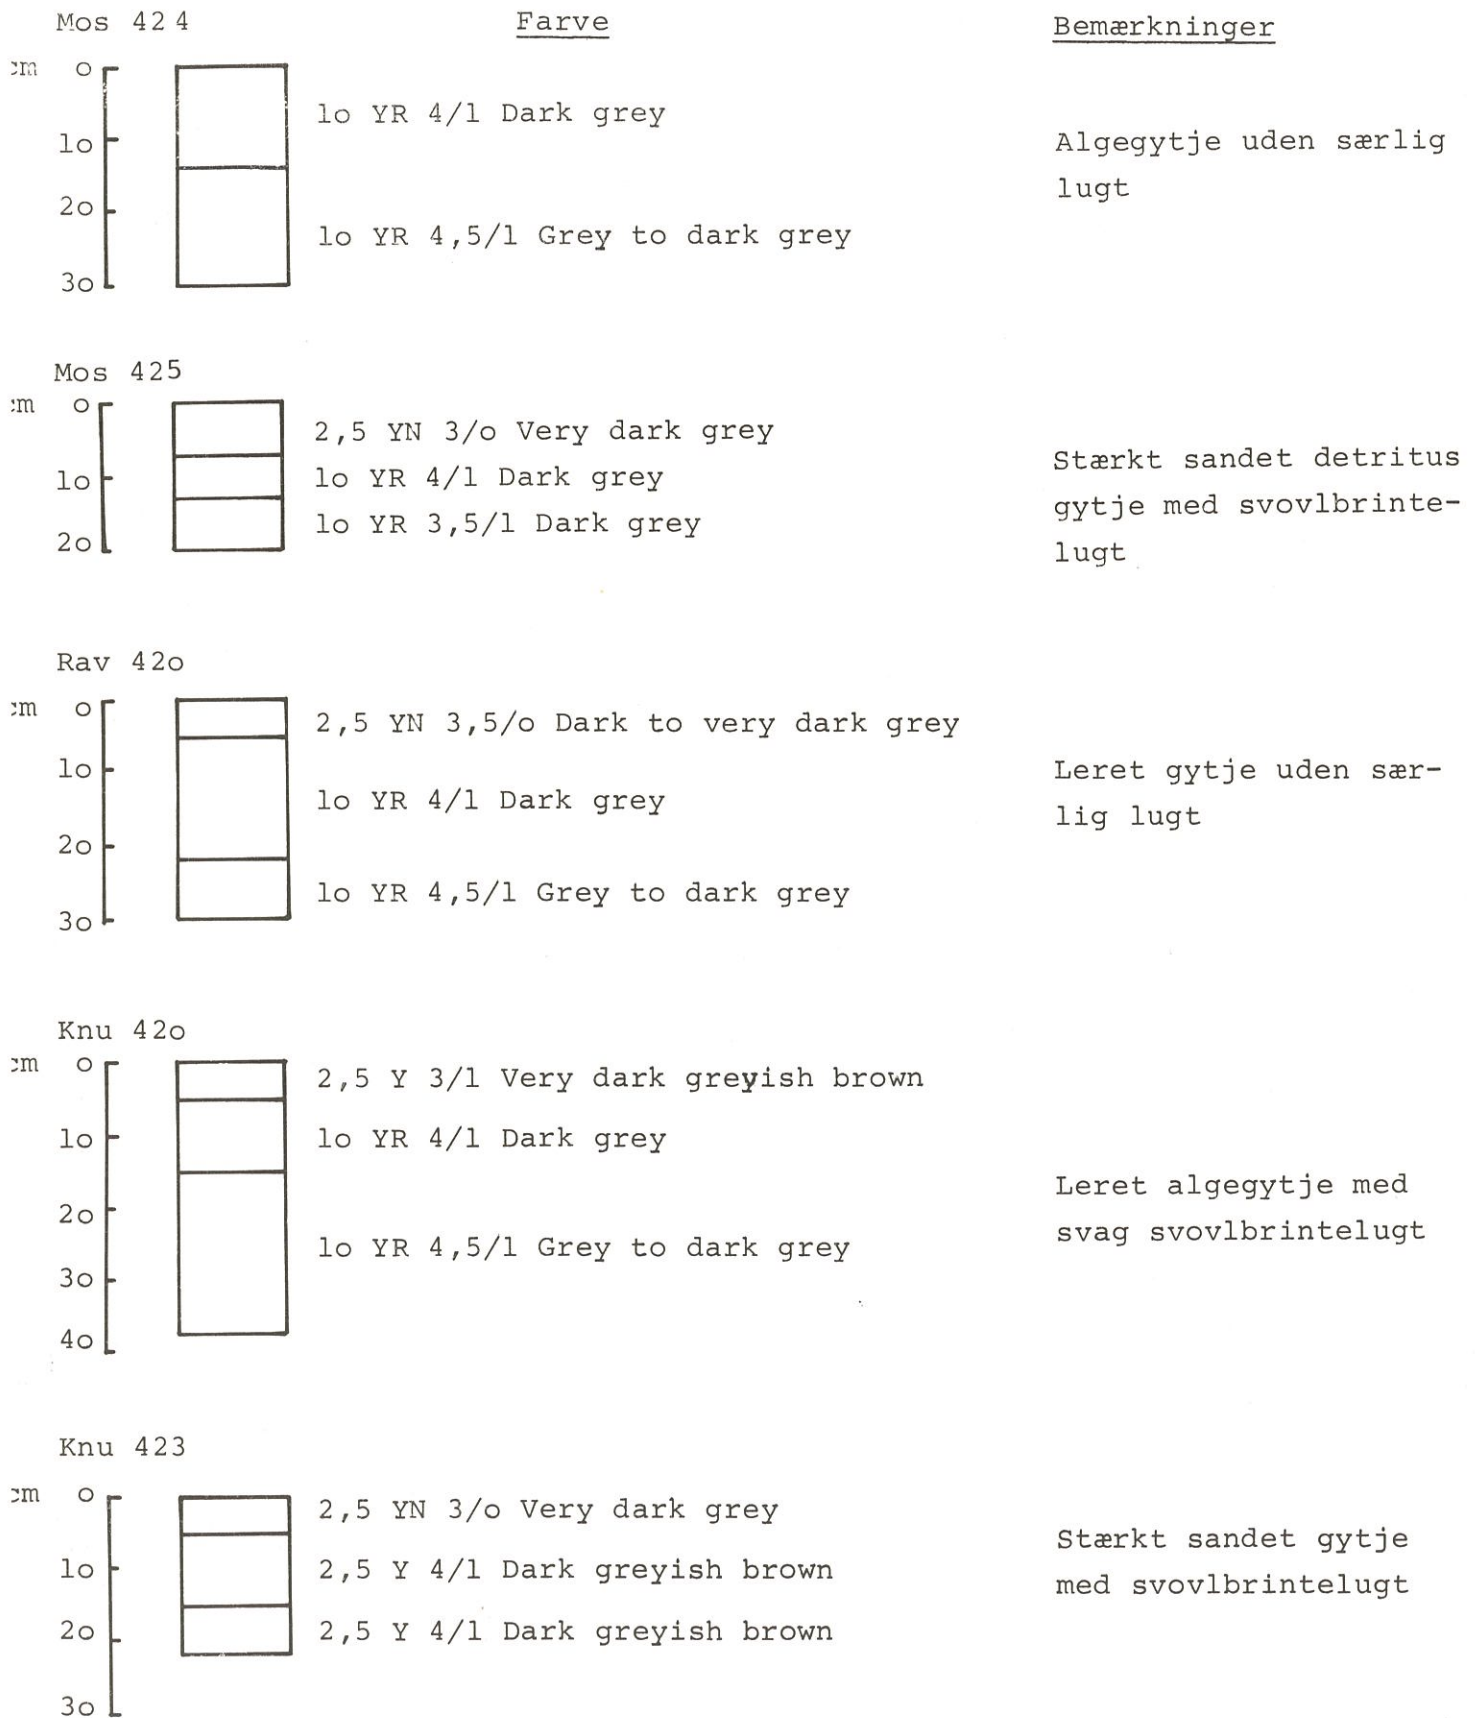 Mos 424 Farve Bemærkninger
cm 0
10 YR 4/1 Dark grey
10
Algegytje uden særlig
lugt
20
10 YR 4,5/1 Grey to dark grey
30
Mos 425
cm 0
2,5 YN 3/0 Very dark grey
10 10 YR 4/1 Dark grey
10 YR 3,5/1 Dark grey
20
Stærkt sandet detritus
gytje med svovlbrinte-
lugt
Rav 420
cm 0
2,5 YN 3,5/0 Dark to very dark grey
10
10 YR 4/1 Dark grey
20
10 YR 4,5/1 Grey to dark grey
30
Leret gytje uden sær-
lig lugt
Knu 420
cm 0
2,5 Y 3/1 Very dark greyish brown
10 10 YR 4/1 Dark grey
20
10 YR 4,5/1 Grey to dark grey
30
40
Leret algegytje med
svag svovlbrintelugt
Knu 423
cm 0
2,5 YN 3/0 Very dark grey
10 2,5 Y 4/1 Dark greyish brown
20 2,5 Y 4/1 Dark greyish brown
30
Stærkt sandet gytje
med svovlbrintelugt